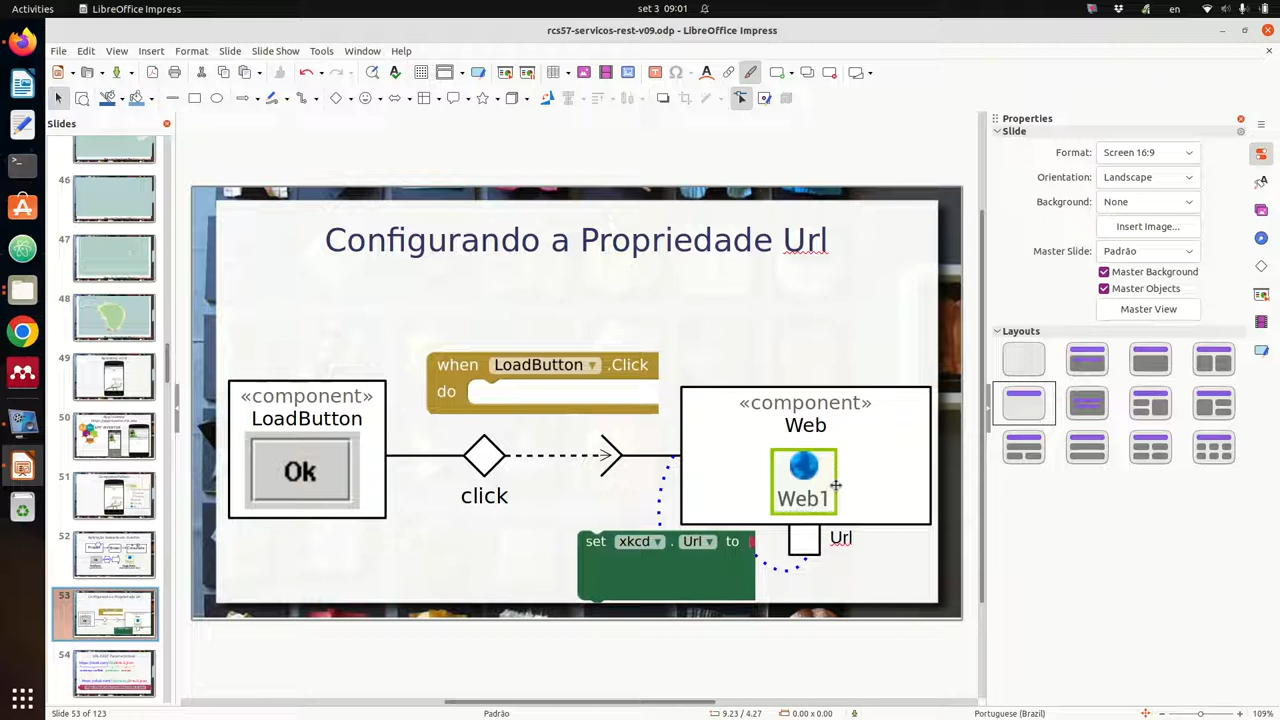 Activities
LibreOffice Impress
set 3 09:01
en
rcs57-servicos-rest-v09.odp - LibreOffice Impress
File Edit View Insert Format Slide Slide Show Tools Window Help
Slides
46
47
48
49
50
51
52
53
54
Configurando a Propriedade Url
when LoadButton .Click
do
«component»
LoadButton
Ok
click
«component»
Web
Web1
Url
set xkcd . Url to
Properties
Slide
Format: Screen 16:9
Orientation: Landscape
Background: None
Insert Image...
Master Slide: Padrão
Master Background
Master Objects
Master View
Layouts
Slide 53 of 123
Padrão
9.23 / 4.27
0.00 x 0.00
Portuguese (Brazil)
109%